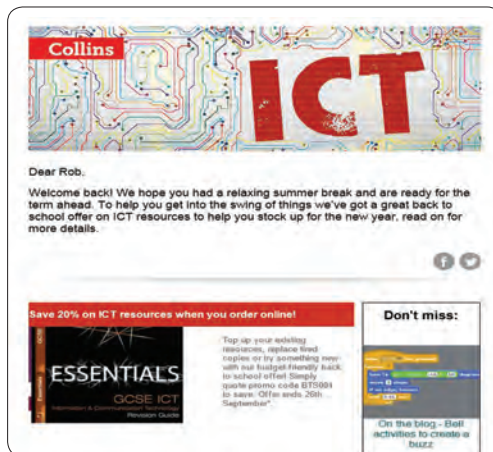 Collins
ICT
Dear Rob,
Welcome back! We hope you had a relaxing summer break and are ready for the
term ahead. To help you get into the swing of things we've got a great back to
school offer on ICT resources to help you stock up for the new year, read on for
more details.
Save 20% on ICT resources when you order online!
Don't miss:
ESSENTIALS
GCSE ICT
Information & Communication Technology
Revision Guide
Top up your existing
resources, replace tired
copies or try something new
with our budget-friendly back
to school offer! Simply
quote promo code BTS001
to save. Offer ends 26th
September*.
On the blog - Bell
activities to create a
buzz